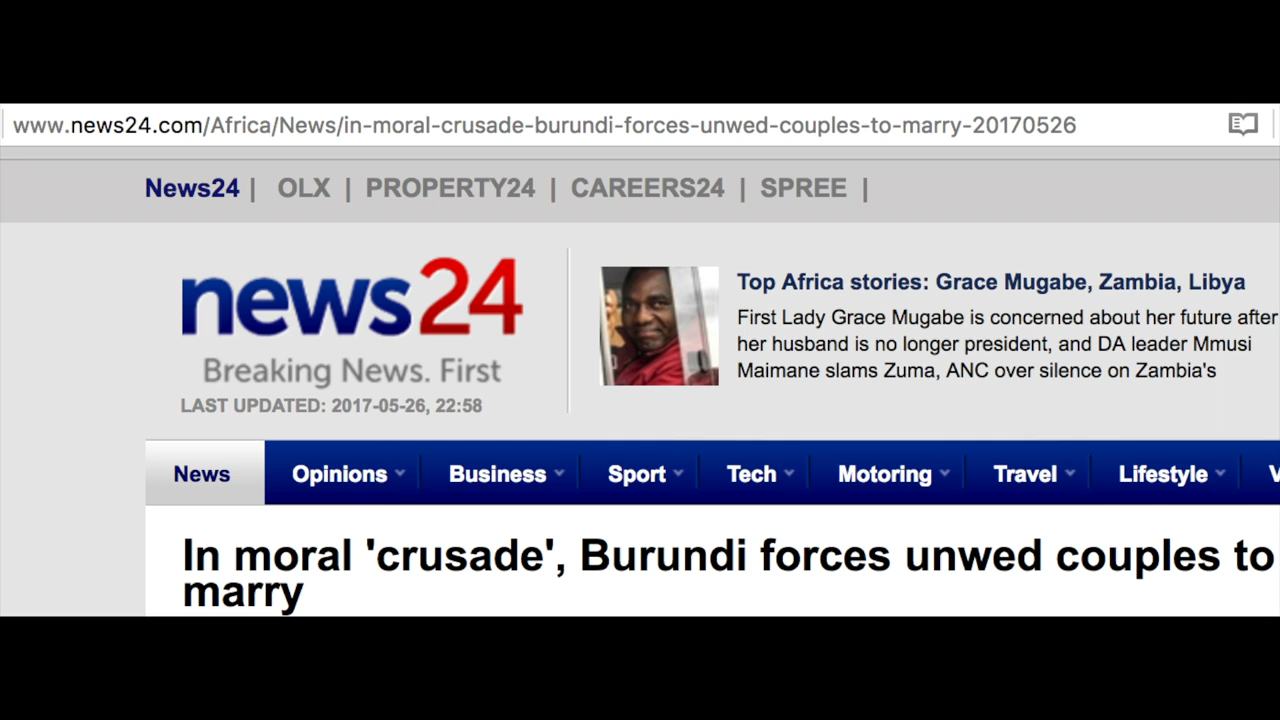 www.news24.com/Africa/News/in-moral-crusade-burundi-forces-unwed-couples-to-marry-20170526
News24 | OLX | PROPERTY24 | CAREERS24 | SPREE |
news24
Breaking News. First
LAST UPDATED: 2017-05-26, 22:58
Top Africa stories: Grace Mugabe, Zambia, Libya
First Lady Grace Mugabe is concerned about her future after
her husband is no longer president, and DA leader Mmusi
Maimane slams Zuma, ANC over silence on Zambia's
News Opinions Business Sport Tech Motoring Travel Lifestyle
In moral 'crusade', Burundi forces unwed couples to
marry